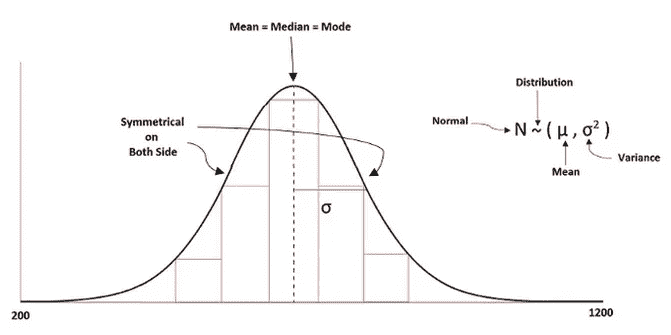 Mean = Median = Mode
Distribution
Symmetrical
on
Both Side
Normal
N ~ ( μ , σ² )
Mean
Variance
σ
200
1200